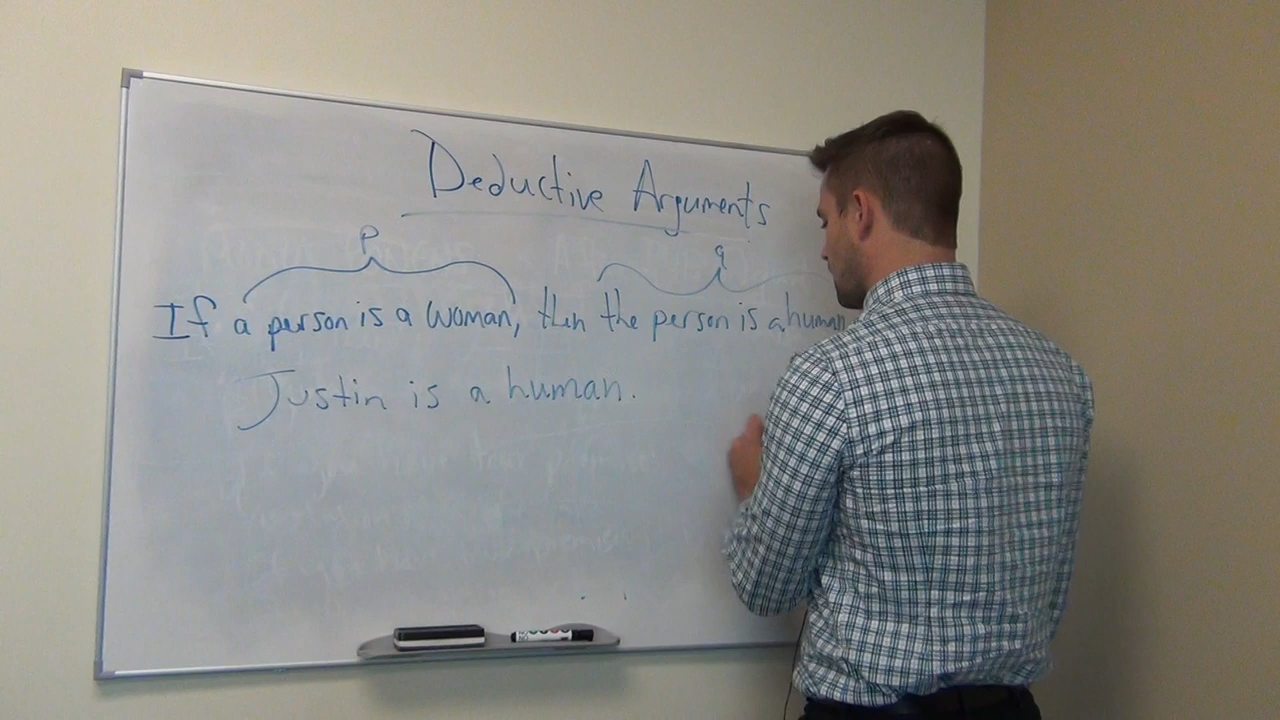 Deductive Arguments
p q
If a person is a woman, then the person is a human
Justin is a human.